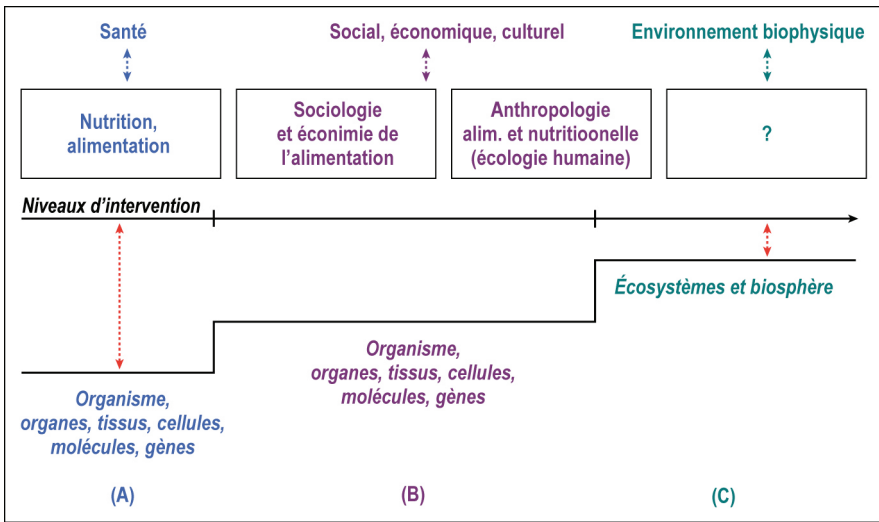 Santé
Social, économique, culturel
Environnement biophysique
Nutrition,
alimentation
Sociologie
et éconimie de
l'alimentation
Anthropologie
alim. et nutritioonelle
(écologie humaine)
?
Niveaux d'intervention
Écosystèmes et biosphère
Organisme,
organes, tissus, cellules,
molécules, gènes
Organisme,
organes, tissus, cellules,
molécules, gènes
(A)
(B)
(C)